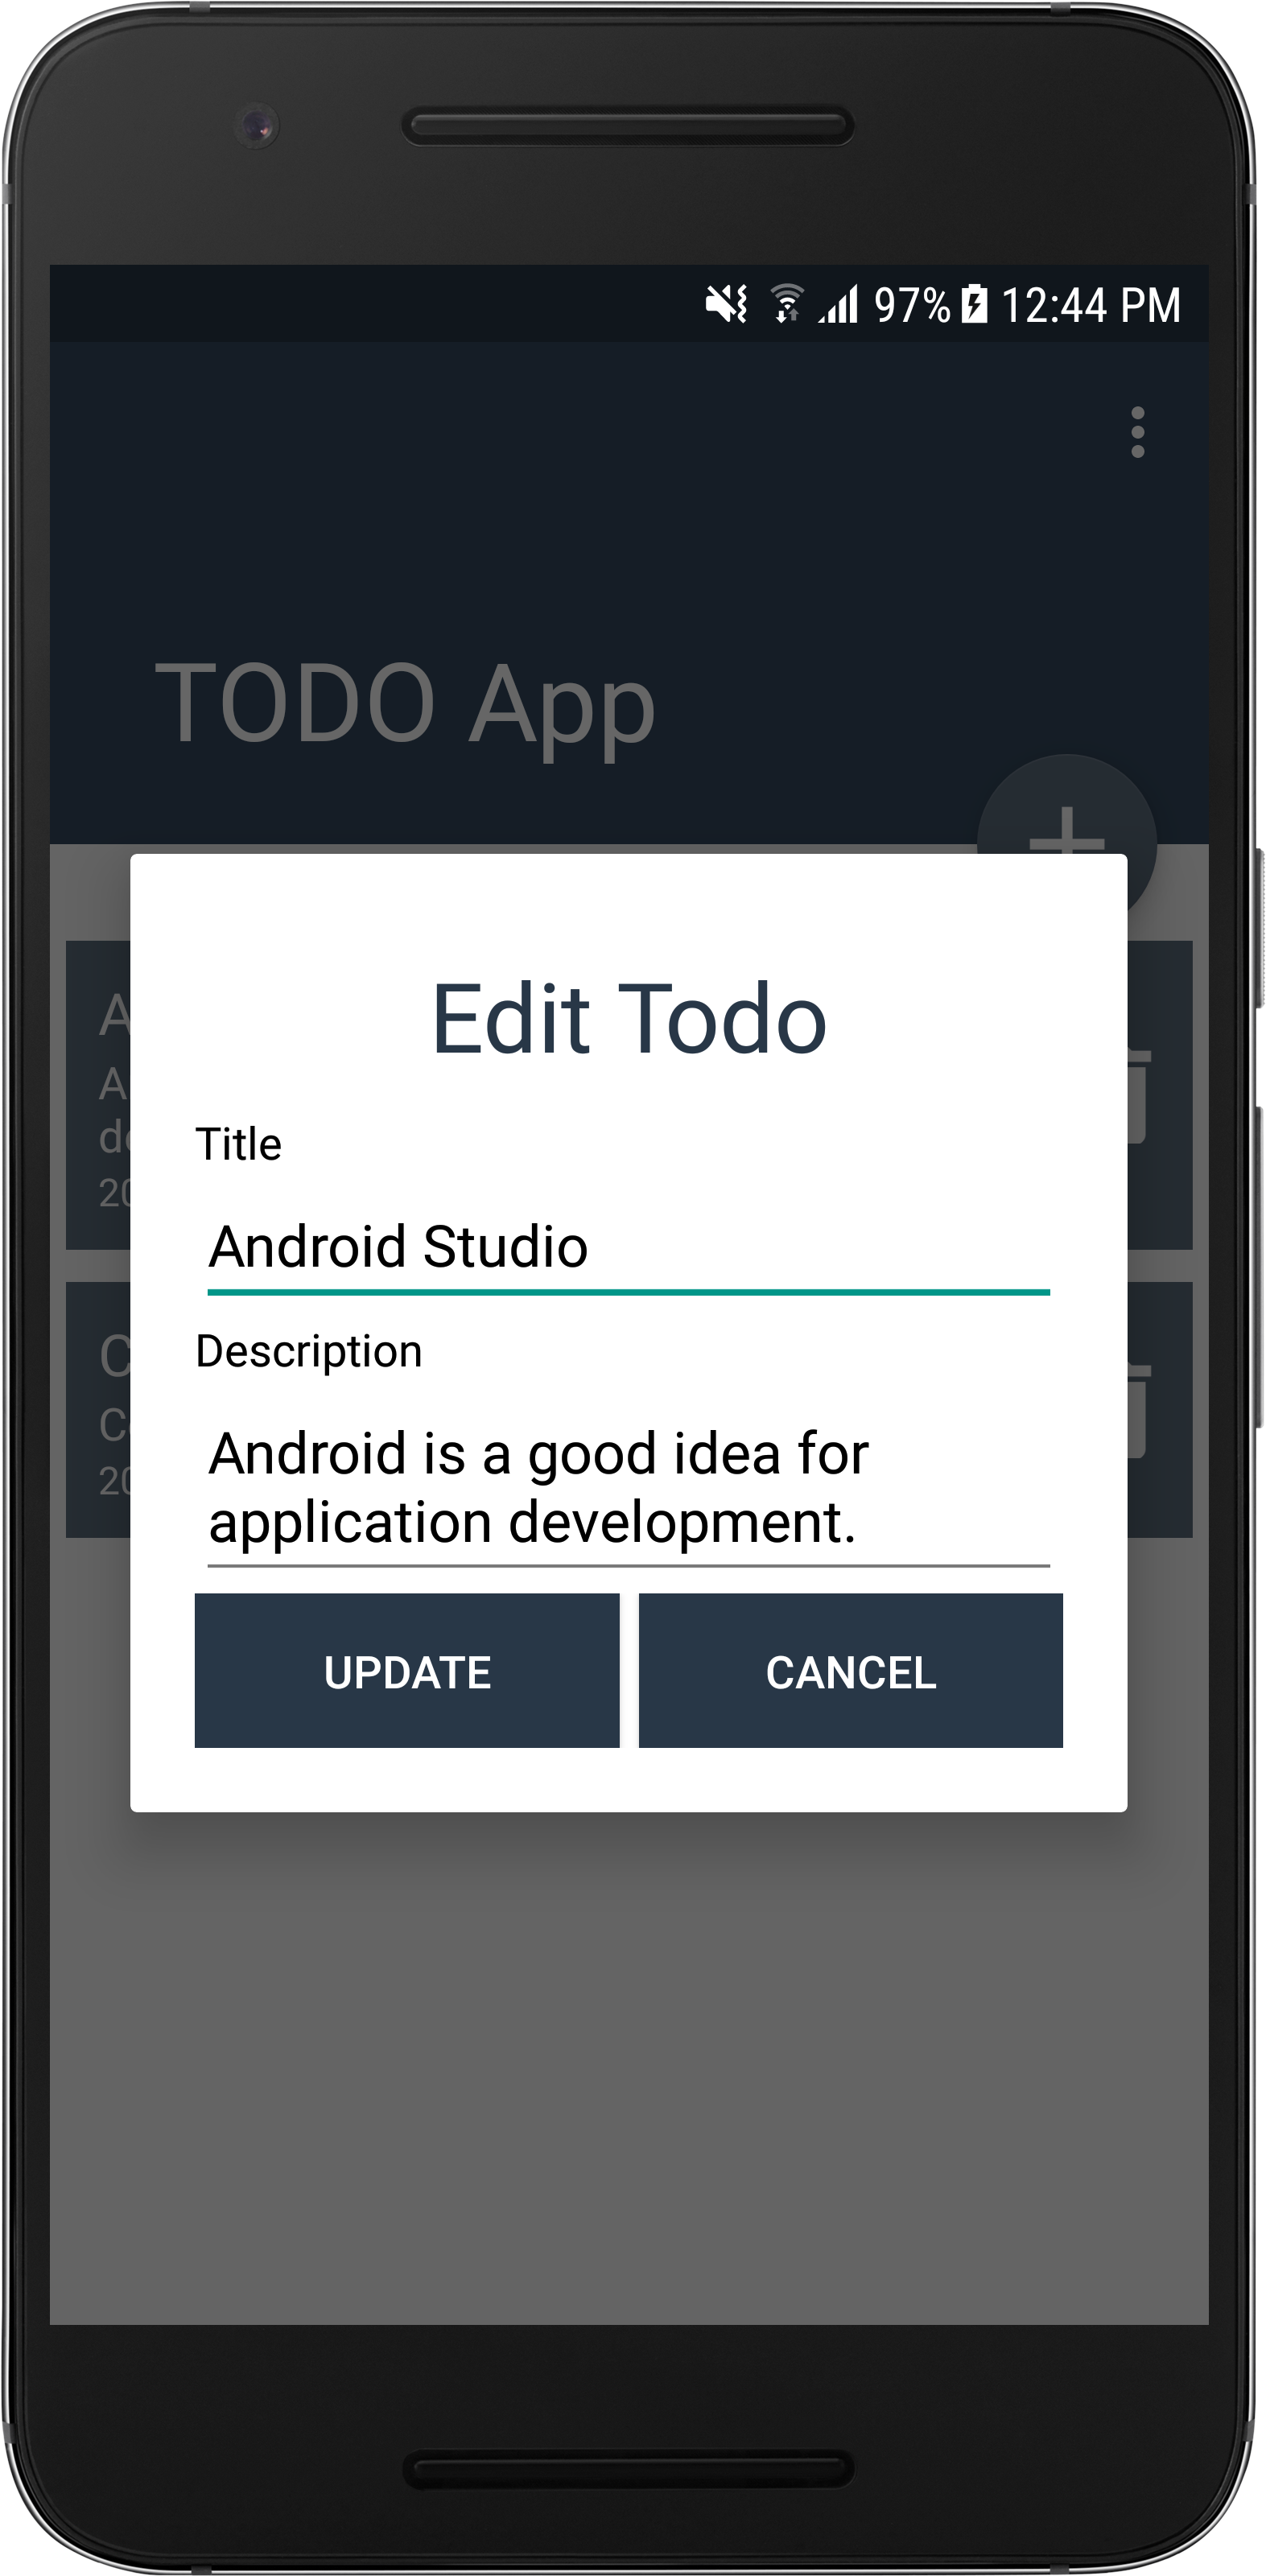 97% 12:44 PM
TODO App
Edit Todo
Title
Android Studio
Description
Android is a good idea for
application development.
UPDATE CANCEL